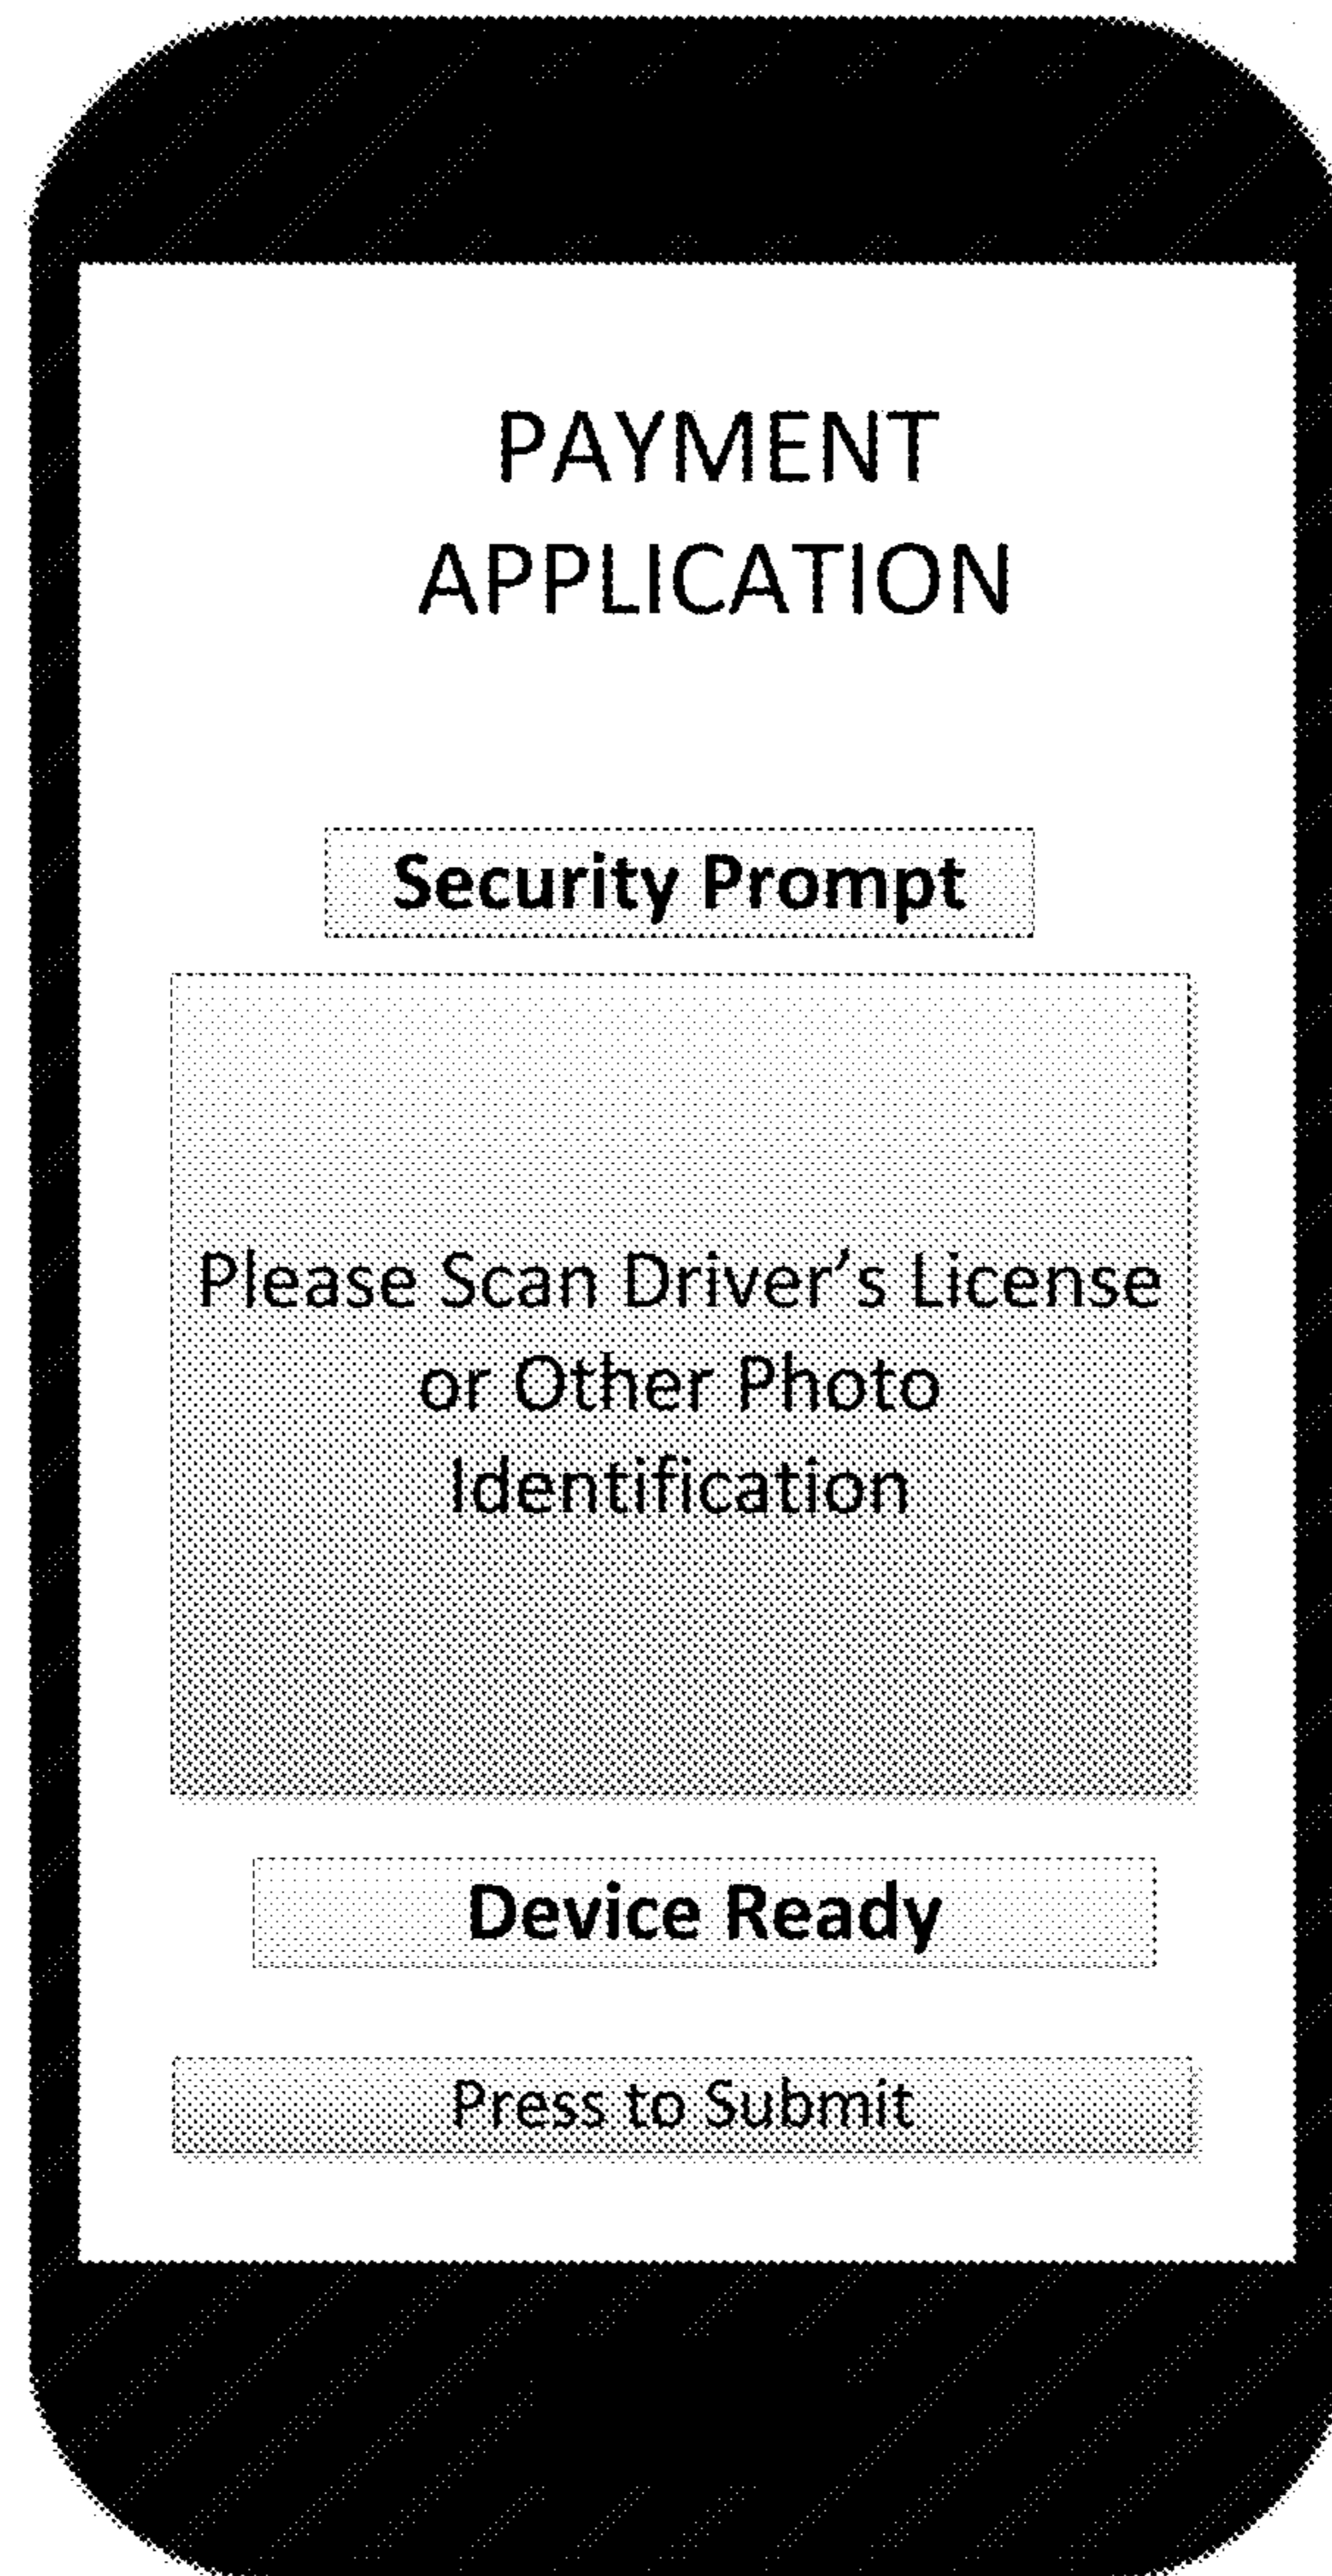 PAYMENT
APPLICATION
Security Prompt
Please Scan Driver’s License
or Other Photo
Identification
Device Ready
Press to Submit